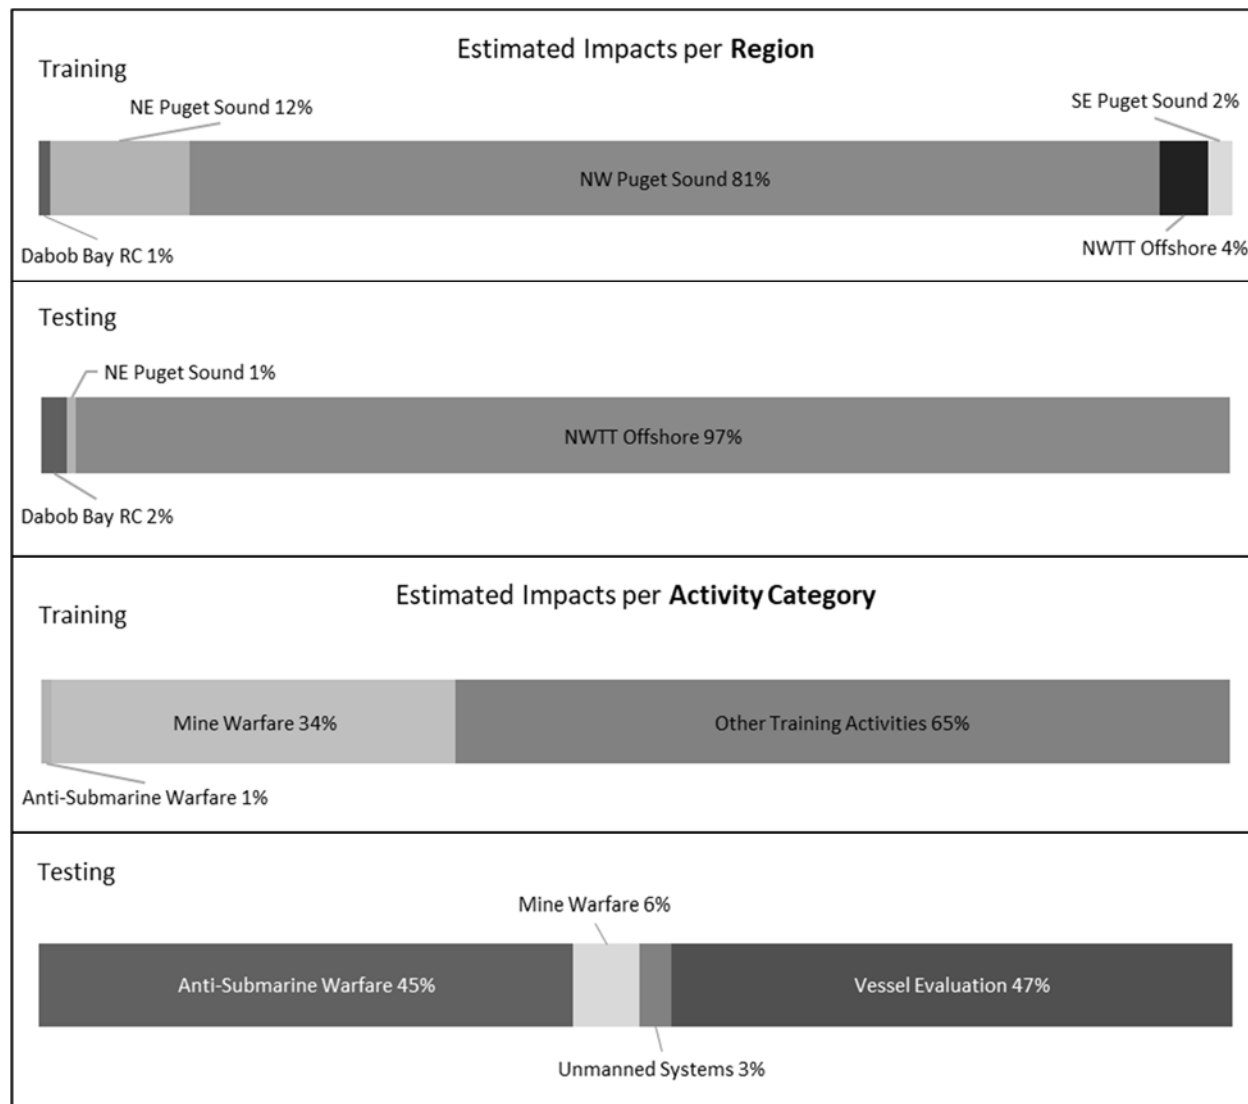 Estimated Impacts per Region
Training
NE Puget Sound 12%
SE Puget Sound 2%
NW Puget Sound 81%
Dabob Bay RC 1%
NWTT Offshore 4%
Testing
NE Puget Sound 1%
NWTT Offshore 97%
Dabob Bay RC 2%
Estimated Impacts per Activity Category
Training
Mine Warfare 34%
Other Training Activities 65%
Anti-Submarine Warfare 1%
Testing
Mine Warfare 6%
Anti-Submarine Warfare 45%
Vessel Evaluation 47%
Unmanned Systems 3%